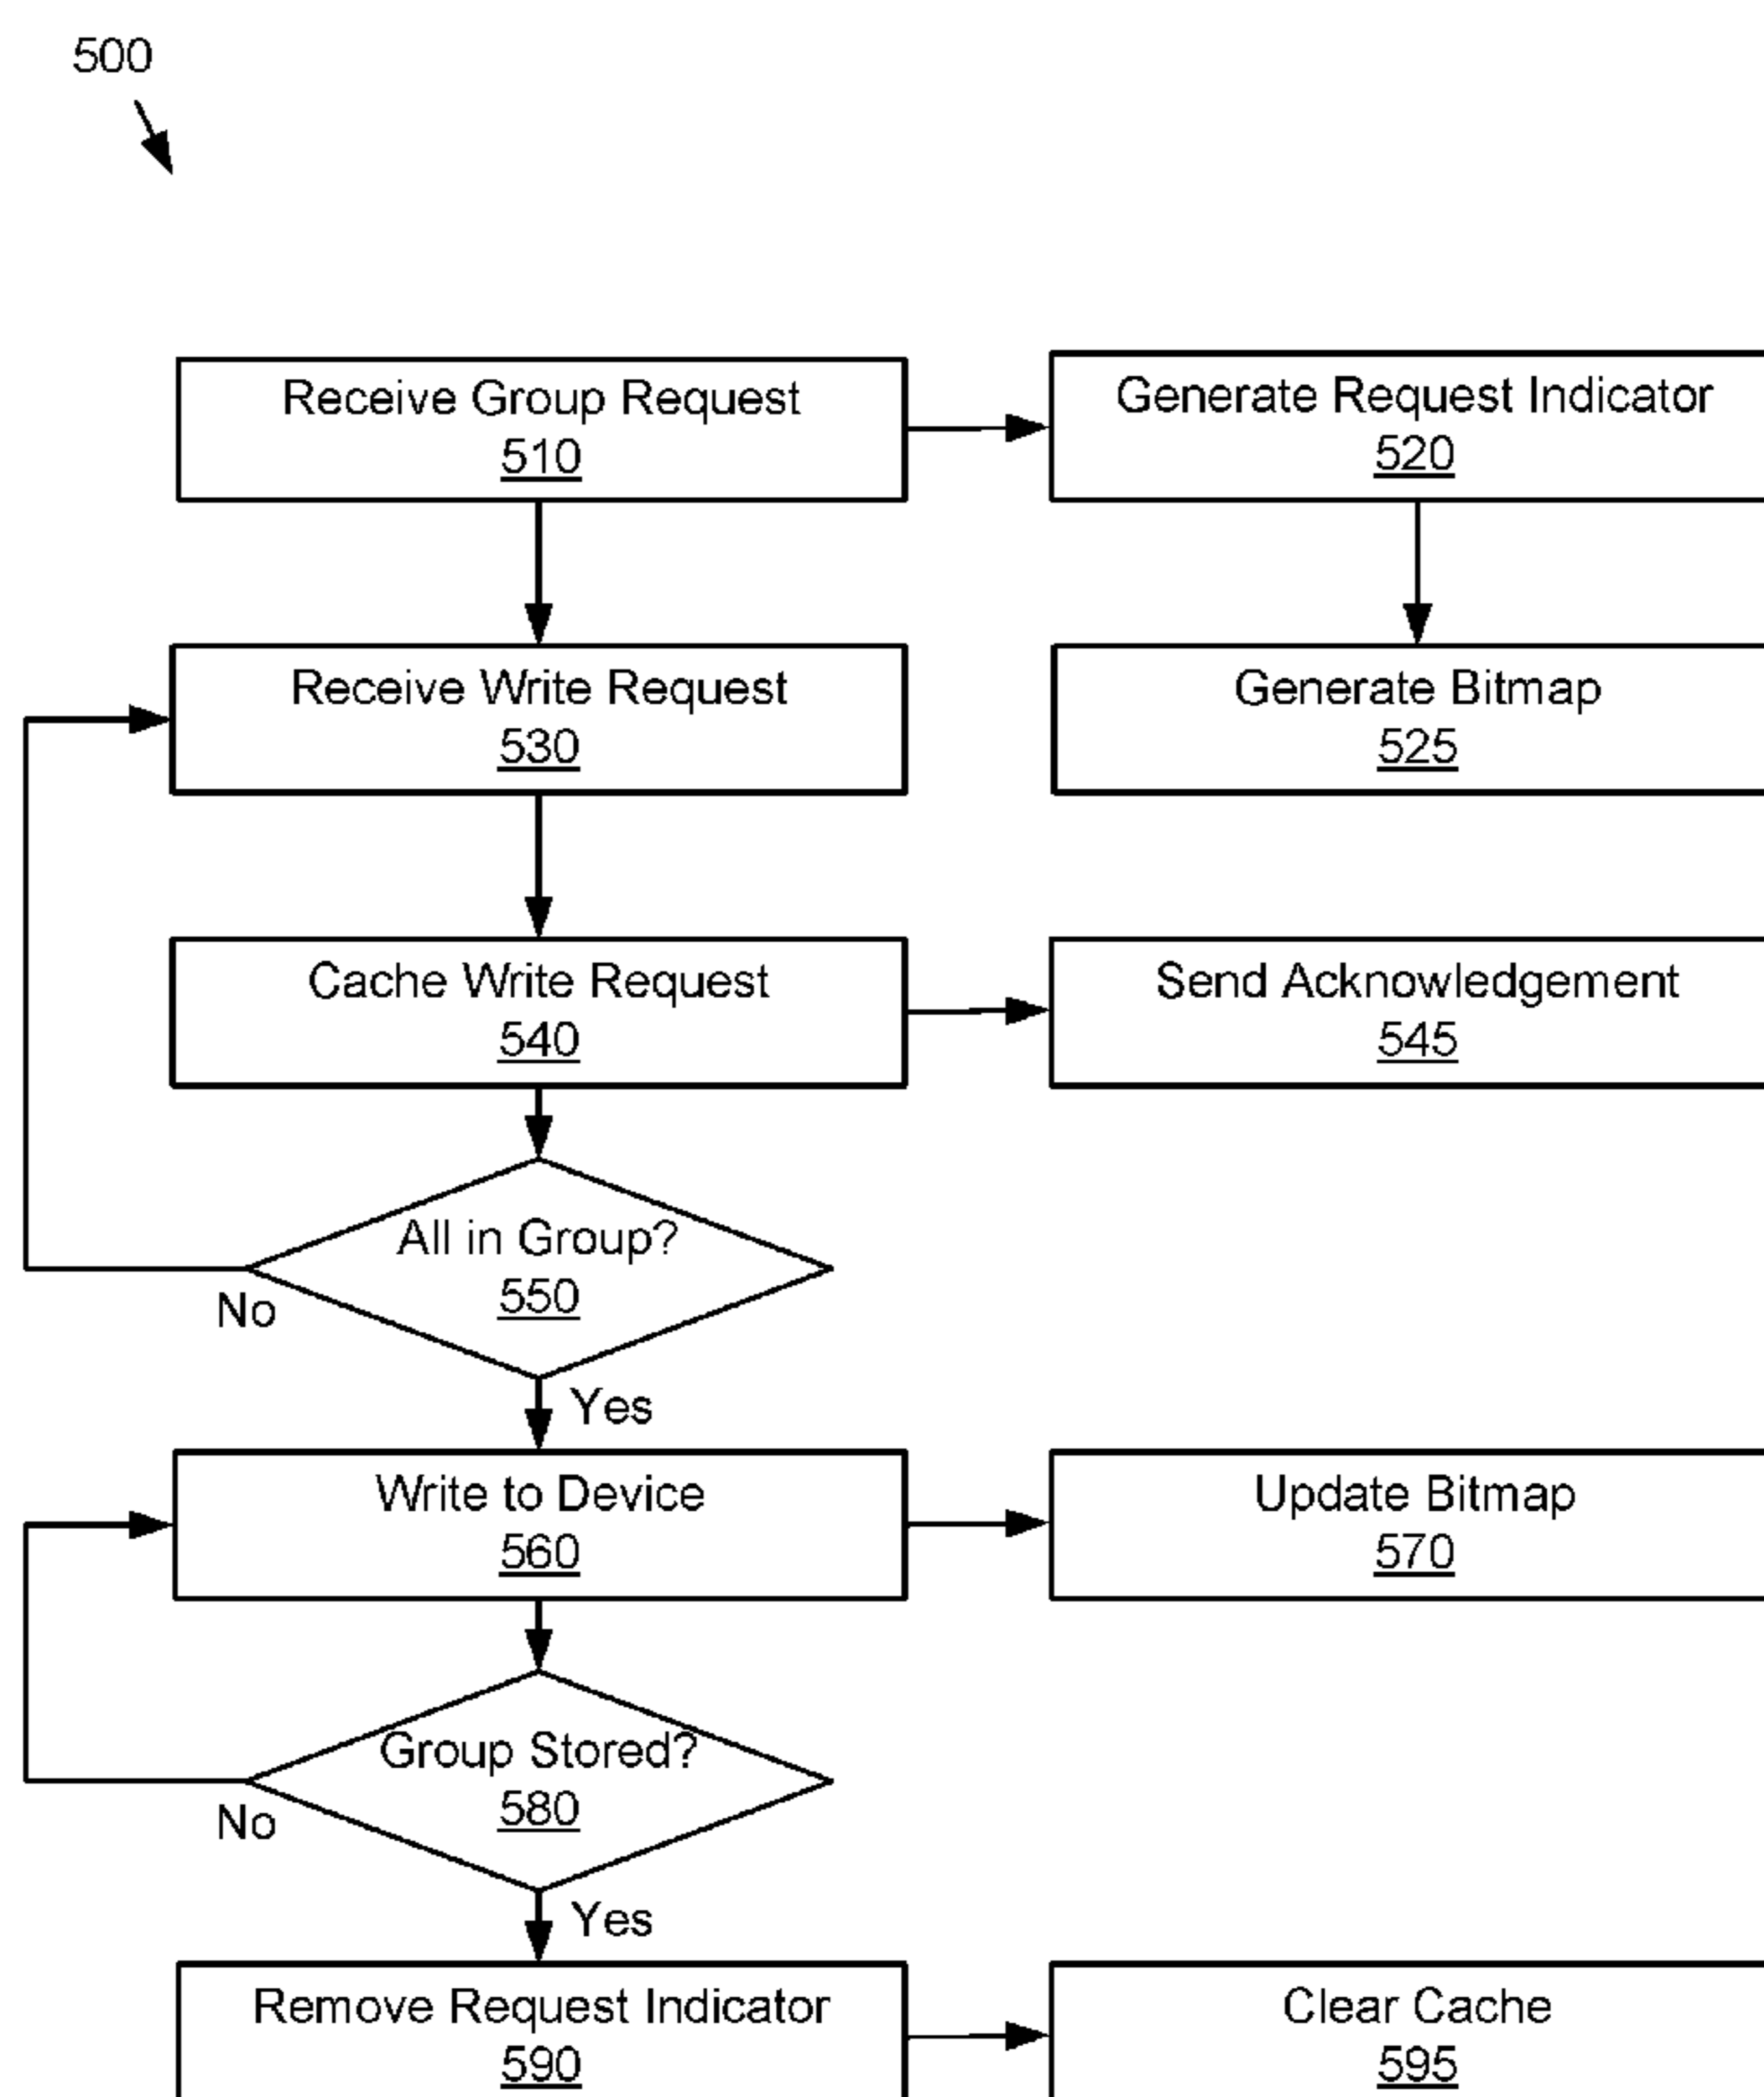 500
Receive Group Request
510
Generate Request Indicator
520
Receive Write Request
530
Generate Bitmap
525
Cache Write Request
540
Send Acknowledgement
545
All in Group?
550
No
Yes
Write to Device
560
Update Bitmap
570
Group Stored?
580
No
Yes
Remove Request Indicator
590
Clear Cache
595